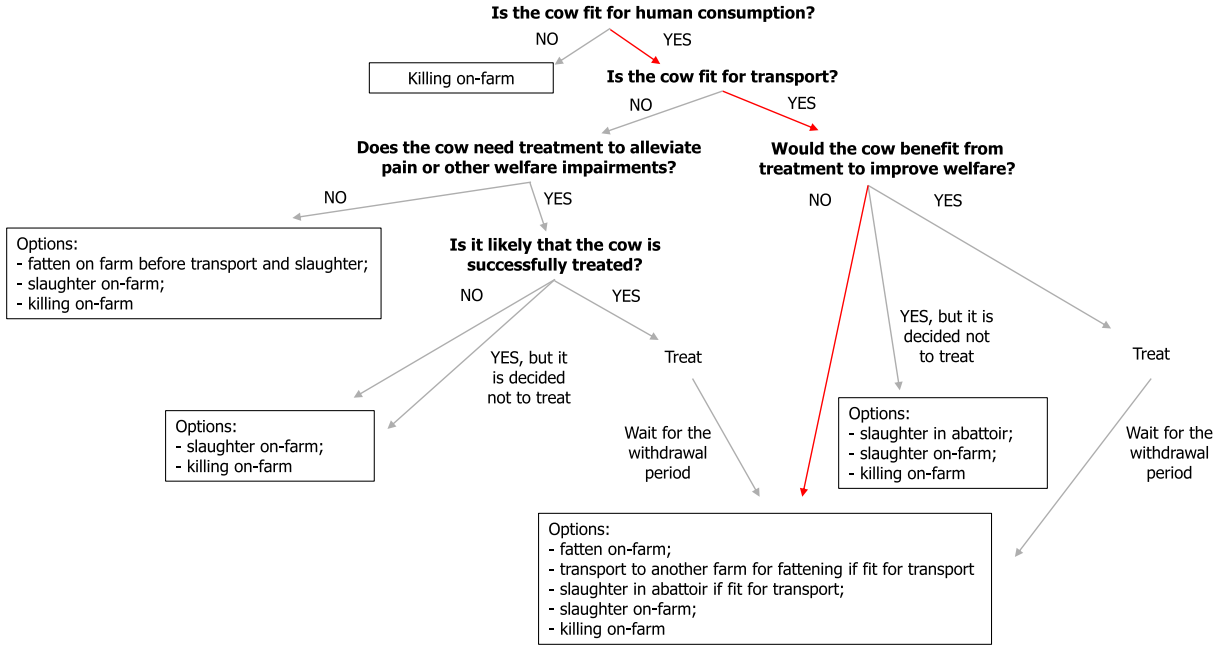 Is the cow fit for human consumption?
NO
YES
Killing on-farm
Is the cow fit for transport?
NO
YES
Does the cow need treatment to alleviate
pain or other welfare impairments?
Would the cow benefit from
treatment to improve welfare?
NO
YES
NO
YES
Options:
- fatten on farm before transport and slaughter;
- slaughter on-farm;
- killing on-farm
Is it likely that the cow is
successfully treated?
NO
YES
YES, but it
is decided
not to treat
Treat
YES, but it is
decided not
to treat
Treat
Options:
- slaughter on-farm;
- killing on-farm
Wait for the
withdrawal
period
Options:
- slaughter in abattoir;
- slaughter on-farm;
- killing on-farm
Wait for the
withdrawal
period
Options:
- fatten on-farm;
- transport to another farm for fattening if fit for transport
- slaughter in abattoir if fit for transport;
- slaughter on-farm;
- killing on-farm